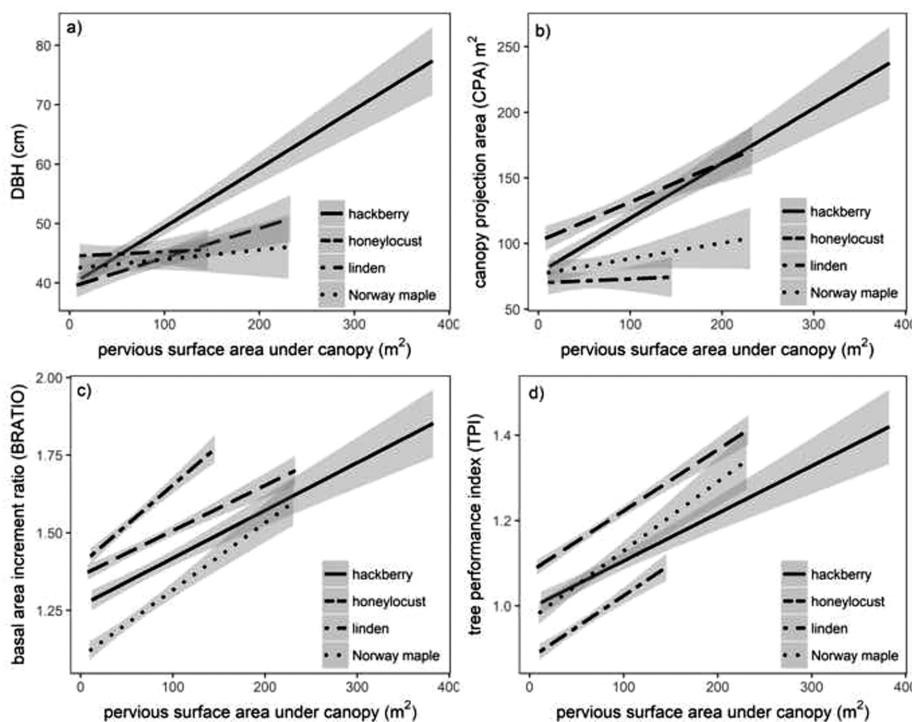 a)
80
70
60
50
40
DBH (cm)
hackberry
honeylocust
linden
Norway maple
0
100
200
300
400
pervious surface area under canopy (m²)
b)
250
200
150
100
50
canopy projection area (CPA) m²
hackberry
honeylocust
linden
Norway maple
0
100
200
300
400
pervious surface area under canopy (m²)
c)
2.00
1.75
1.50
1.25
basal area increment ratio (BRATIO)
hackberry
honeylocust
linden
Norway maple
0
100
200
300
400
pervious surface area under canopy (m²)
d)
1.4
1.2
1.0
tree performance index (TPI)
hackberry
honeylocust
linden
Norway maple
0
100
200
300
400
pervious surface area under canopy (m²)